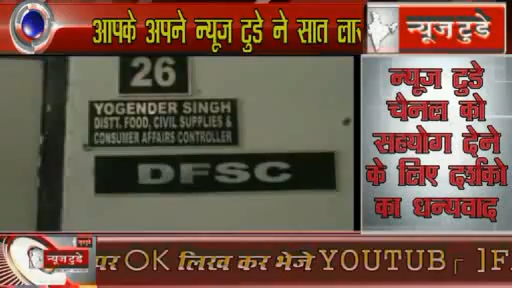 आपके अपने न्यूज टुडे ने सात
न्यूज टुडे
26
YOGENDER SINGH
DISTT. FOOD, CIVIL SUPPLIES &
CONSUMER AFFAIRS CONTROLLER
DFSC
न्यूज टुडे
चैनल को
सहयोग देने
के लिए दर्शको
का धन्यवाद
न्यूज टुडे
पर OK लिख कर भेजे YOUTUB